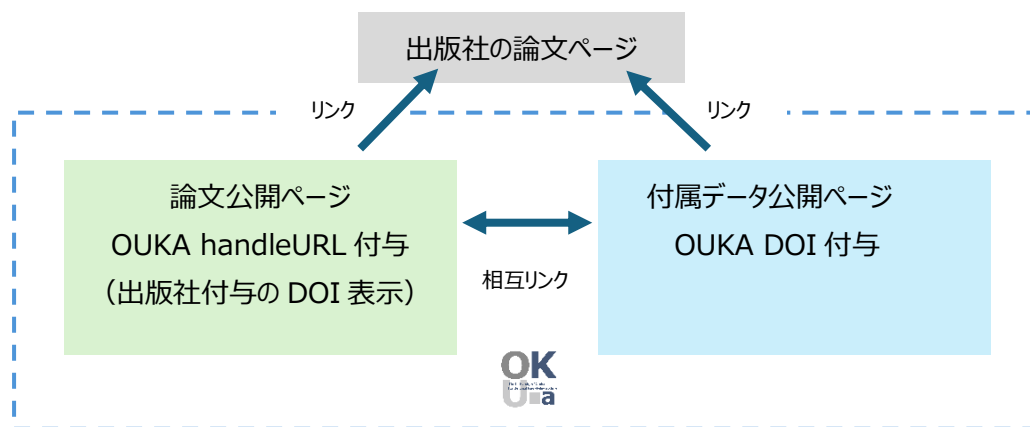 出版社の論文ページ
リンク
リンク
論文公開ページ
OUKA handleURL 付与
（出版社付与の DOI 表示）
付属データ公開ページ
OUKA DOI 付与
相互リンク
OK
U a